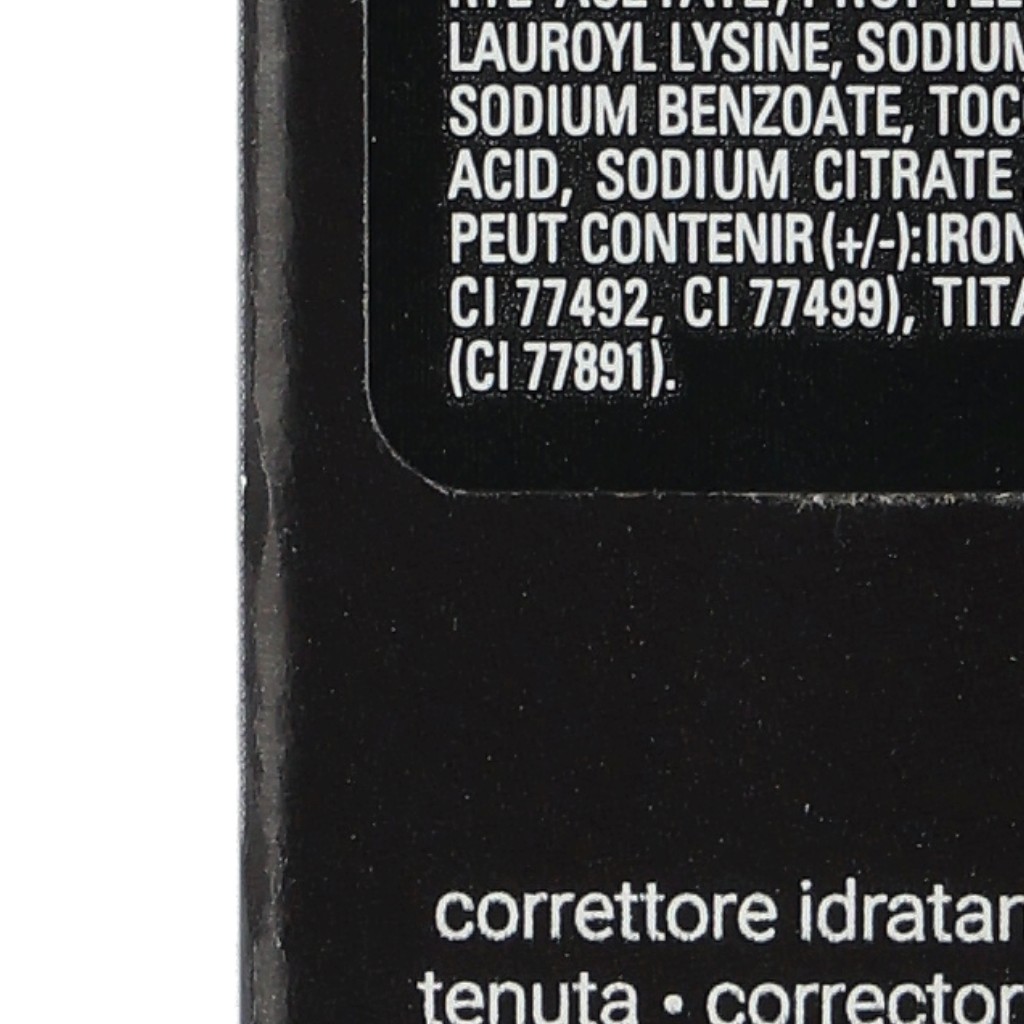 LAUROYL LYSINE, SODIUM
SODIUM BENZOATE, TOC
ACID, SODIUM CITRATE
PEUT CONTENIR (+/-): IRON
CI 77492, CI 77499), TITA
(CI 77891).
correttore idratan
tenuta • corrector